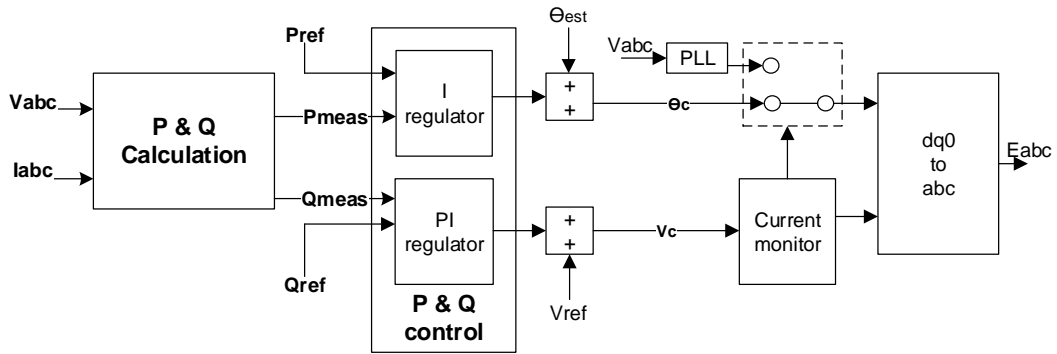 Vabc
Iabc
P & Q
Calculation
Pref
Pmeas
Qmeas
Qref
I
regulator
PI
regulator
P & Q
control
ϴest
+
+
ϴc
+
+
Vref
Vc
Vabc
PLL
Current
monitor
dq0
to
abc
Eabc